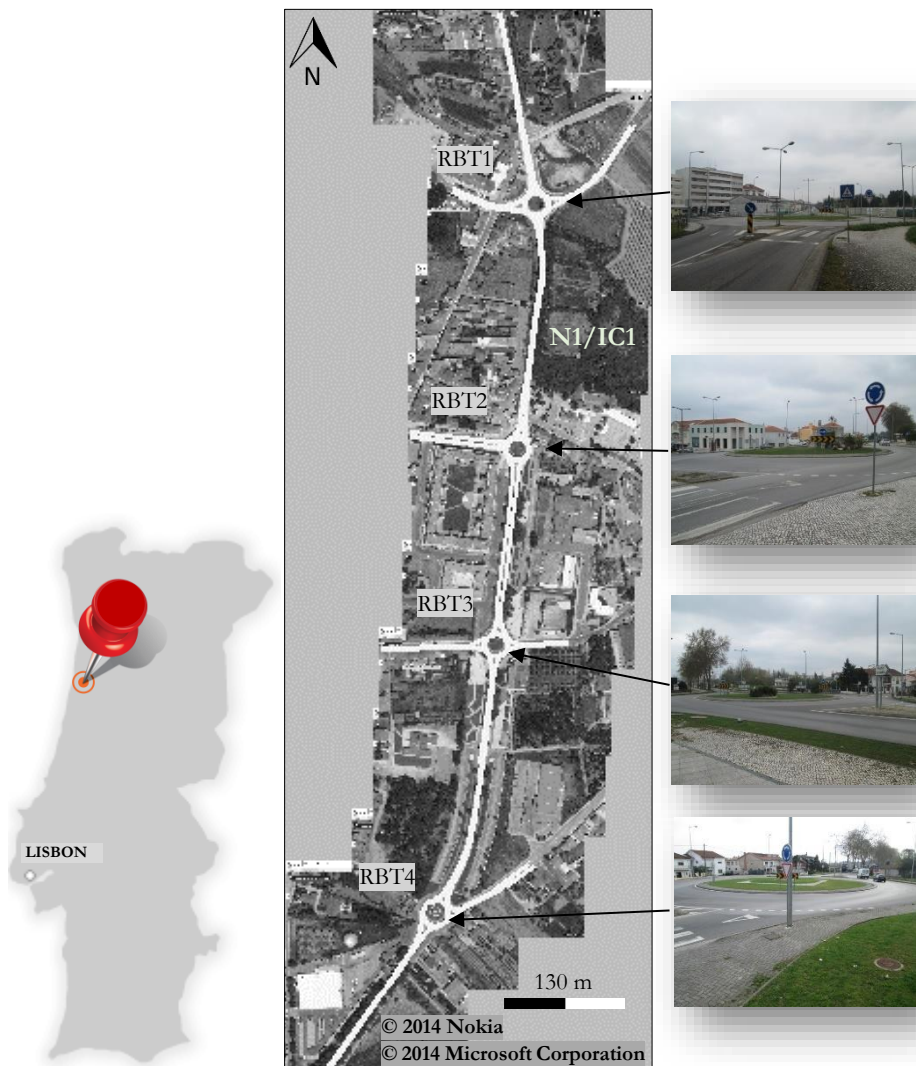 N
RBT1
N1/IC1
RBT2
RBT3
RBT4
LISBON
130 m
© 2014 Nokia
© 2014 Microsoft Corporation